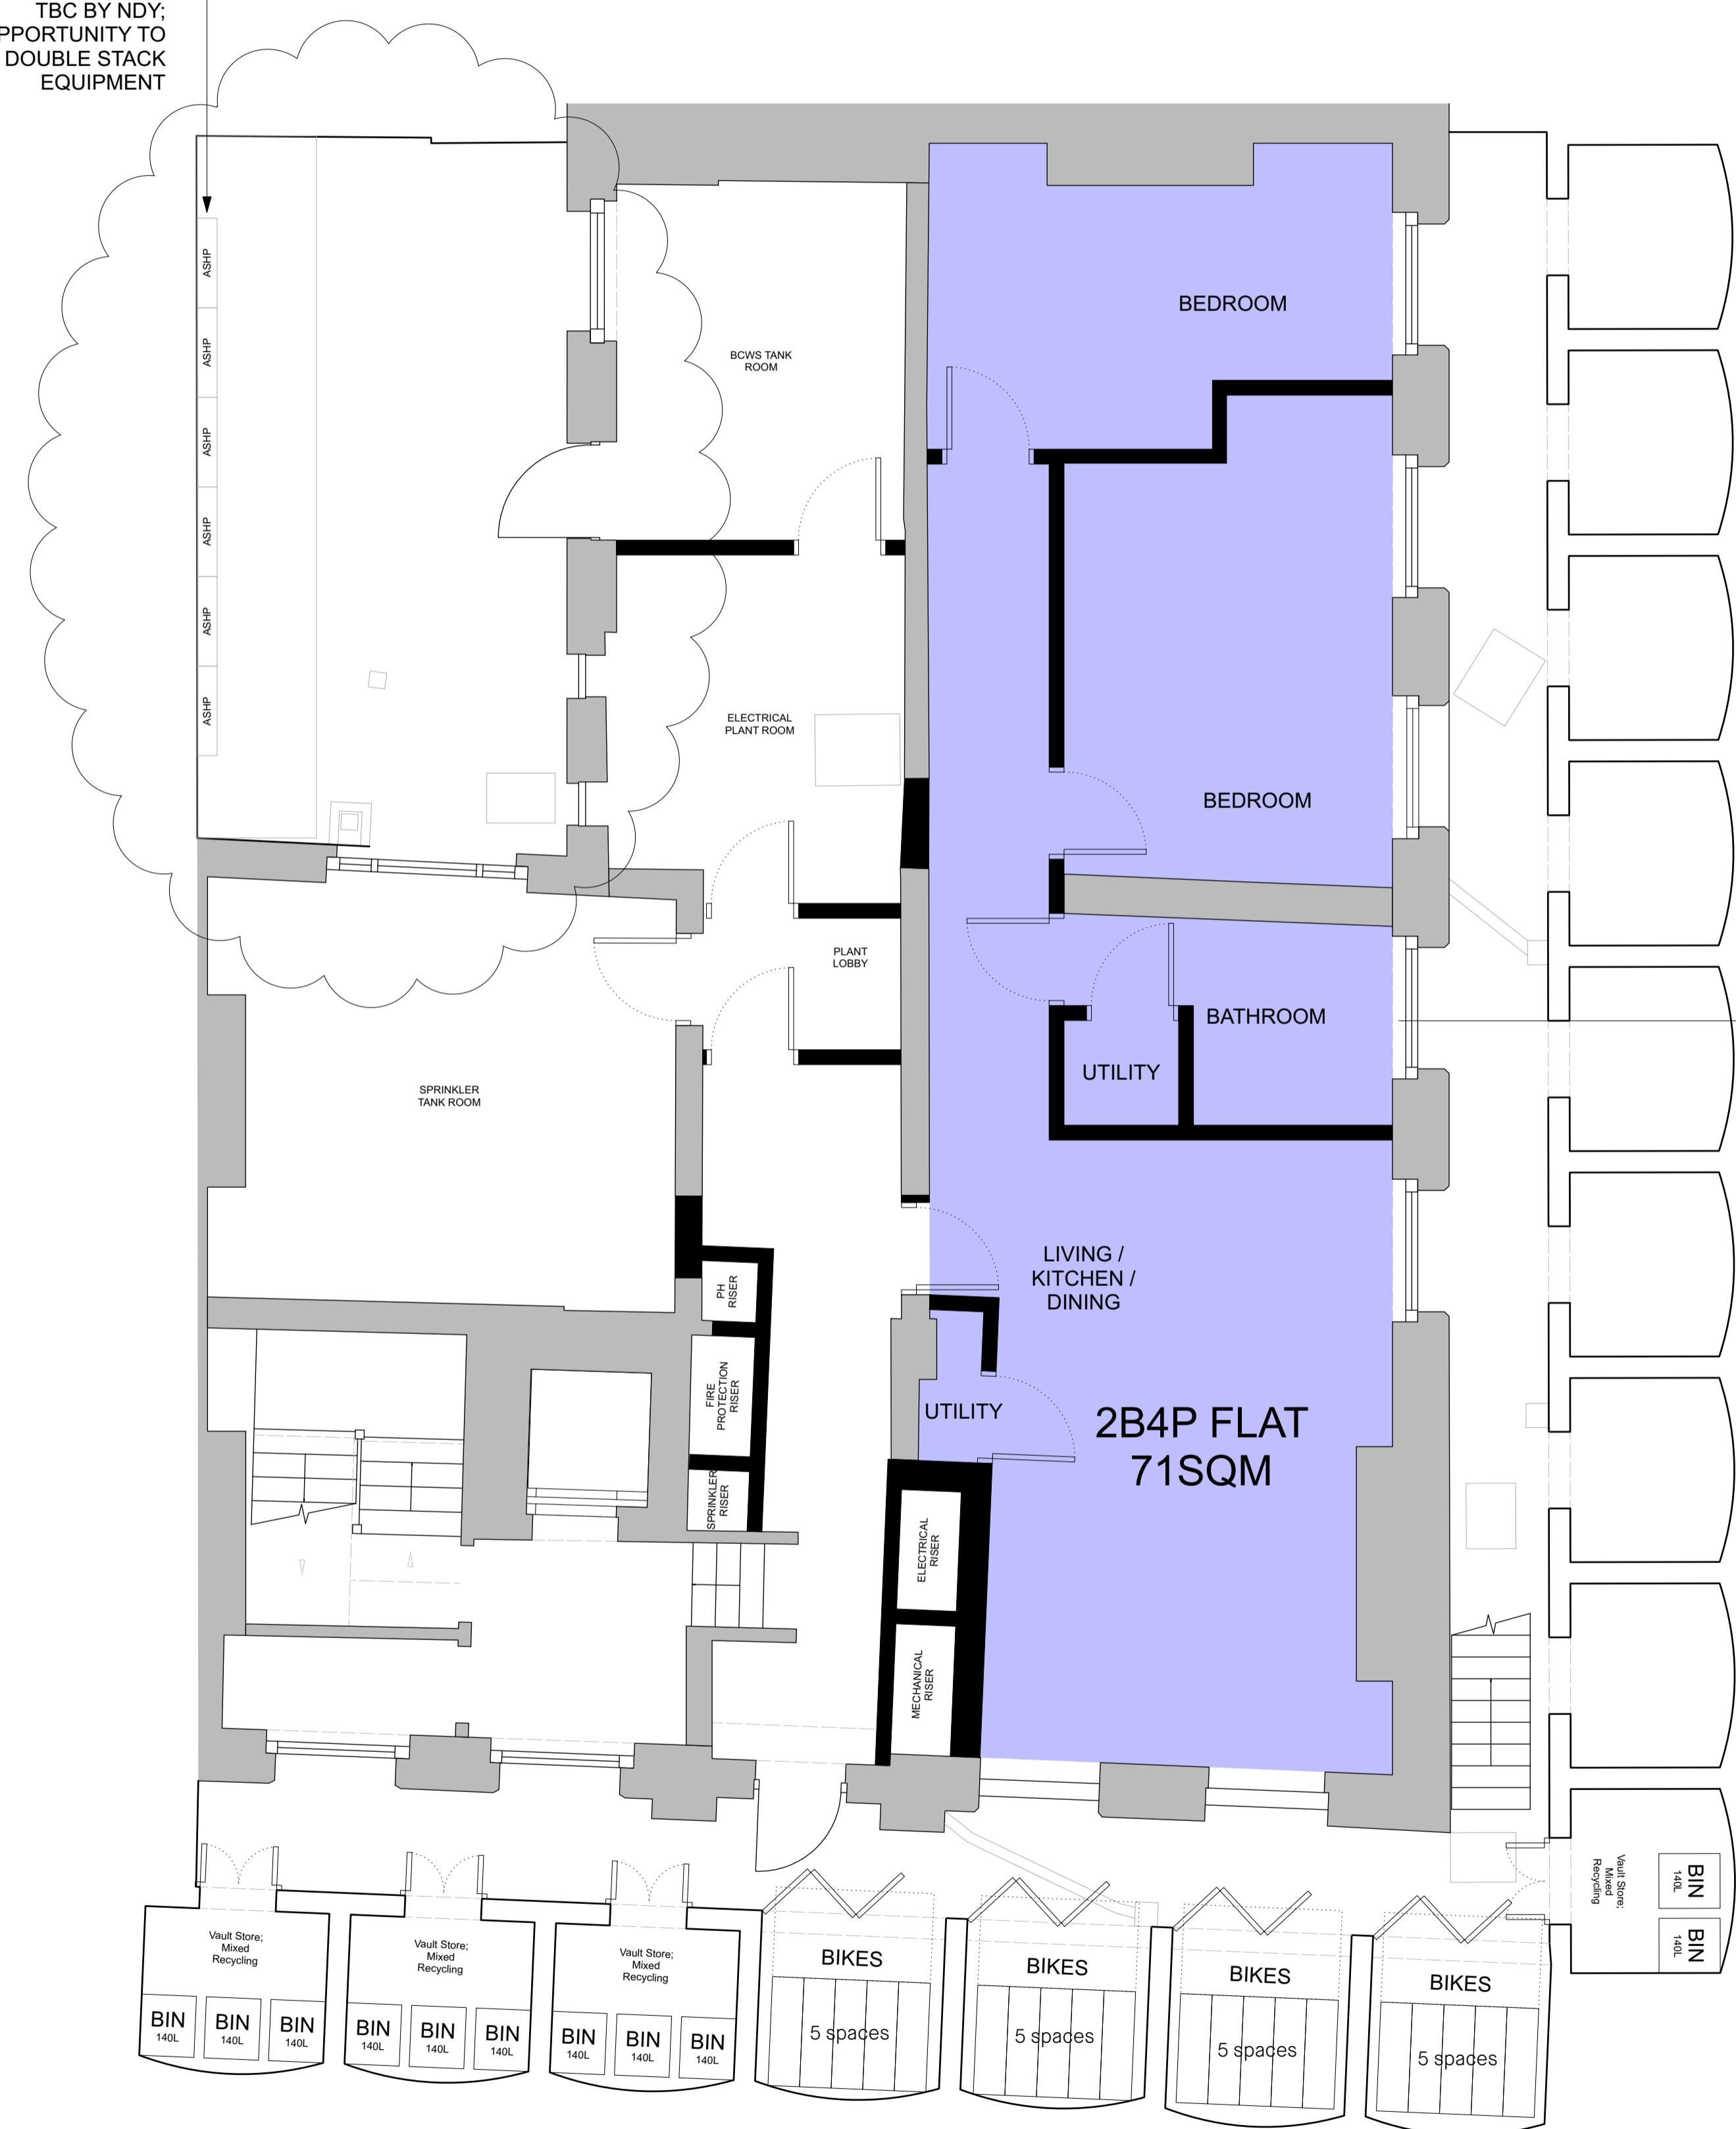 TBC BY NDY;
PPORTUNITY TO
DOUBLE STACK
EQUIPMENT
ASHP
ASHP
ASHP
ASHP
ASHP
ASHP
BCWS TANK
ROOM
BEDROOM
ELECTRICAL
PLANT ROOM
BEDROOM
PLANT
LOBBY
BATHROOM
UTILITY
SPRINKLER
TANK ROOM
LIVING /
KITCHEN /
DINING
PH
RISER
FIRE
PROTECTION
RISER
SPRINKLER
RISER
UTILITY
2B4P FLAT
71SQM
ELECTRICAL
RISER
MECHANICAL
RISER
Vault Store;
Mixed
Recycling
BIN
140L
BIN
140L
Vault Store;
Mixed
Recycling
BIN
140L
BIN
140L
BIN
140L
Vault Store;
Mixed
Recycling
BIN
140L
BIN
140L
BIN
140L
Vault Store;
Mixed
Recycling
BIN
140L
BIN
140L
BIN
140L
BIKES
5 spaces
BIKES
5 spaces
BIKES
5 spaces
BIKES
5 spaces